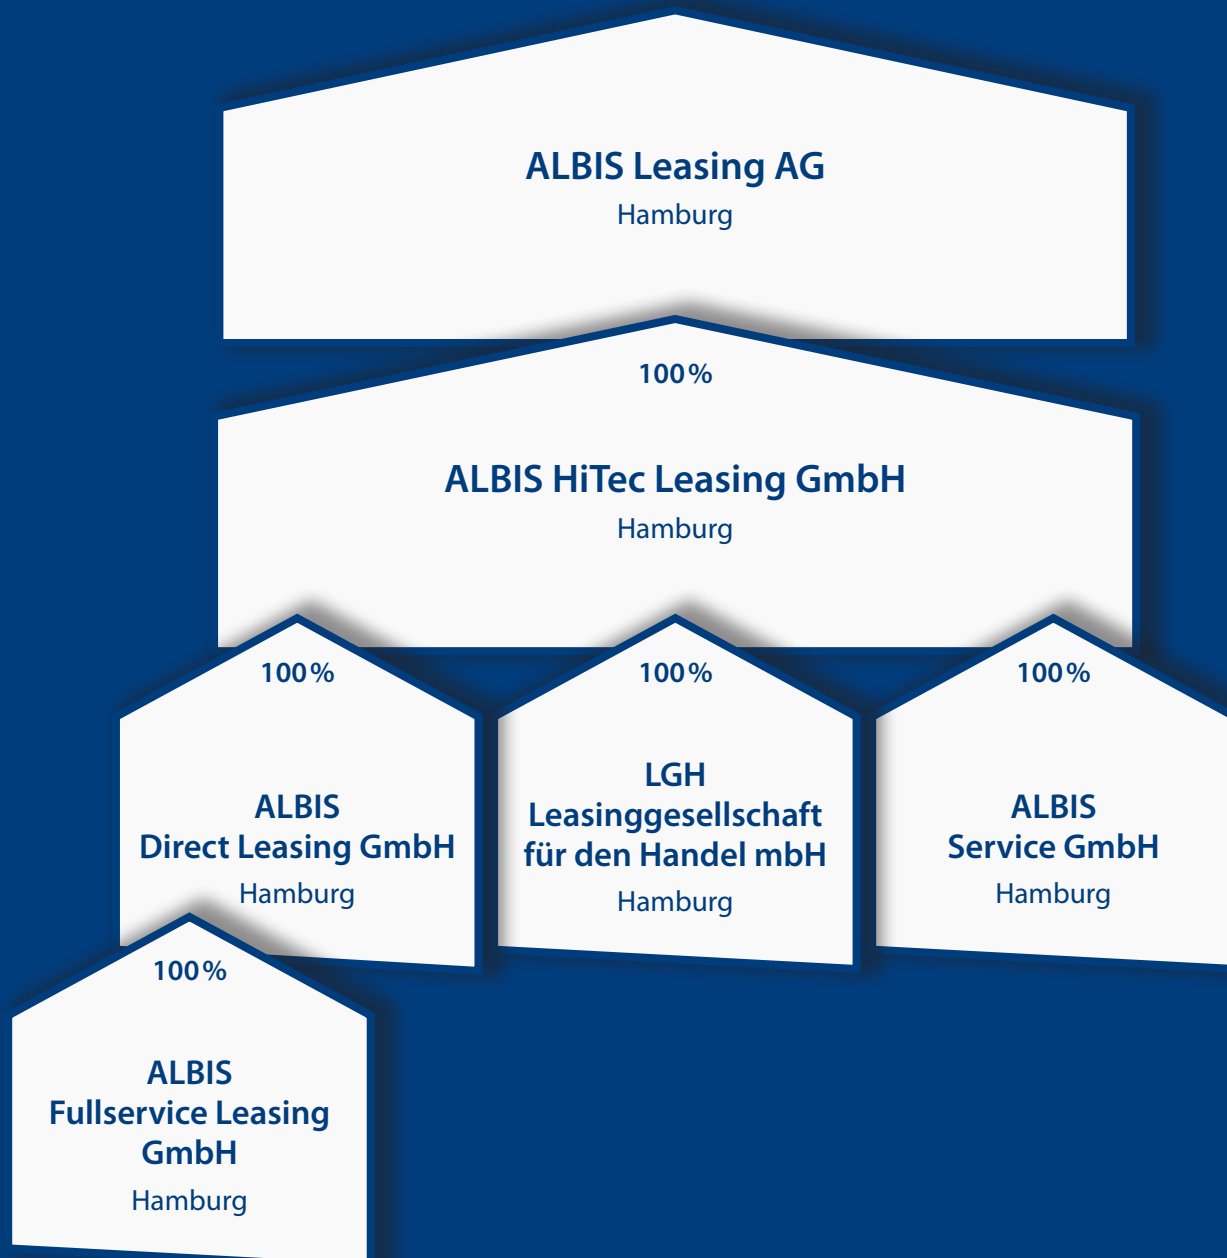 ALBIS Leasing AG
Hamburg
100 %
ALBIS HiTec Leasing GmbH
Hamburg
100 %
ALBIS
Direct Leasing GmbH
Hamburg
100 %
LGH
Leasinggesellschaft
für den Handel mbH
Hamburg
100 %
ALBIS
Service GmbH
Hamburg
100 %
ALBIS
Fullservice Leasing
GmbH
Hamburg